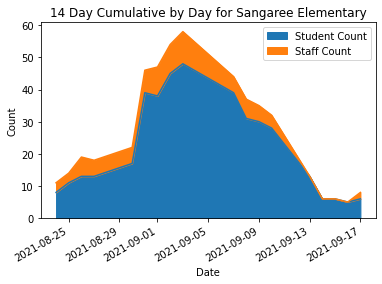 14 Day Cumulative by Day for Sangaree Elementary
Student Count
Staff Count
60
50
40
30
20
10
0
Count
2021-08-25
2021-08-29
2021-09-01
2021-09-05
2021-09-09
2021-09-13
2021-09-17
Date